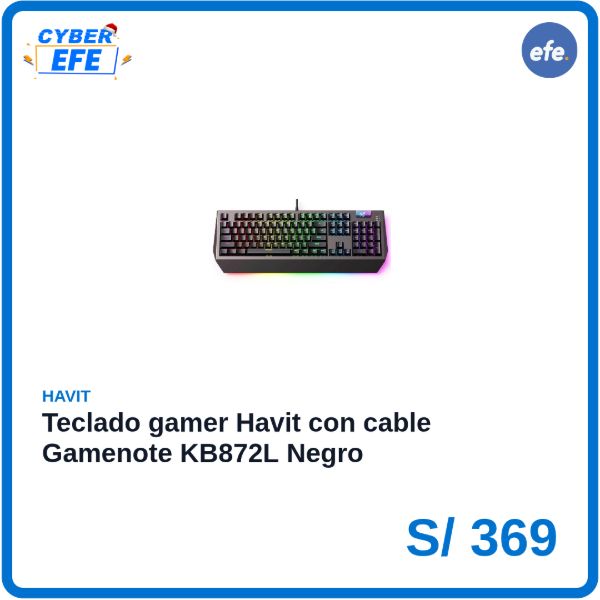 CYBER
EFE
efe.
HAVIT
Teclado gamer Havit con cable
Gamenote KB872L Negro
S/ 369